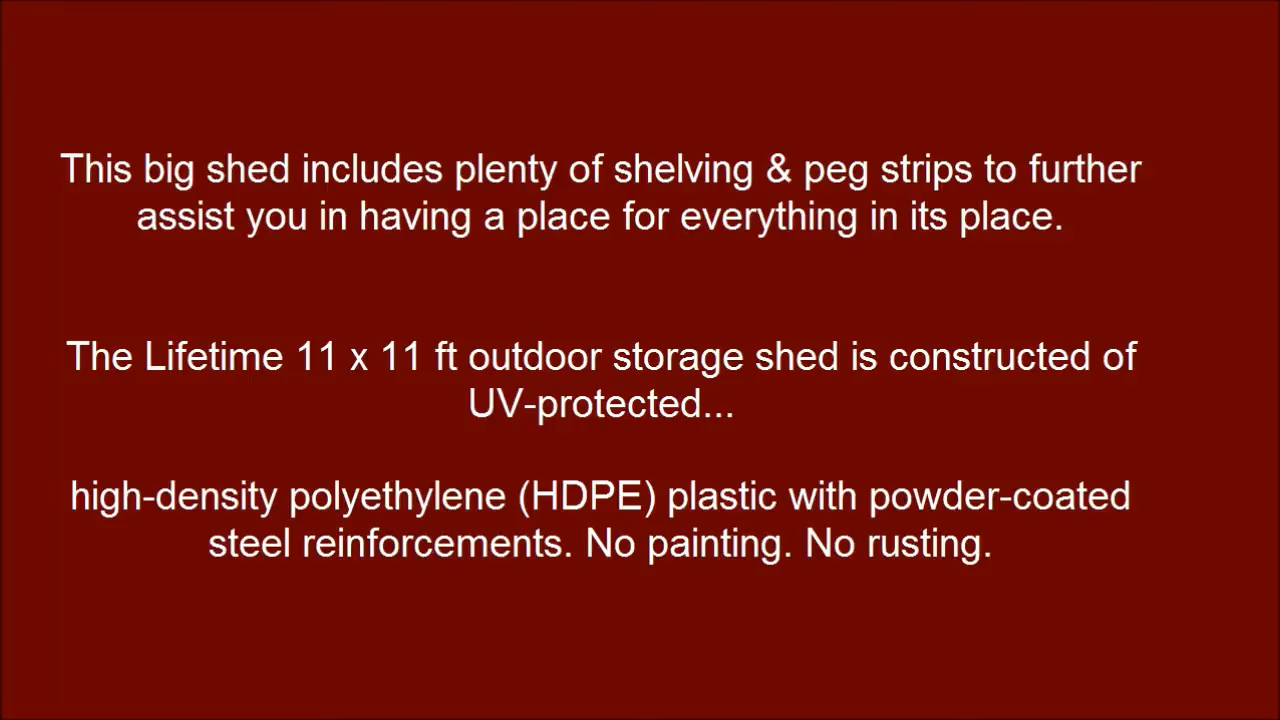 This big shed includes plenty of shelving & peg strips to further
assist you in having a place for everything in its place.
The Lifetime 11 x 11 ft outdoor storage shed is constructed of
UV-protected...
high-density polyethylene (HDPE) plastic with powder-coated
steel reinforcements. No painting. No rusting.